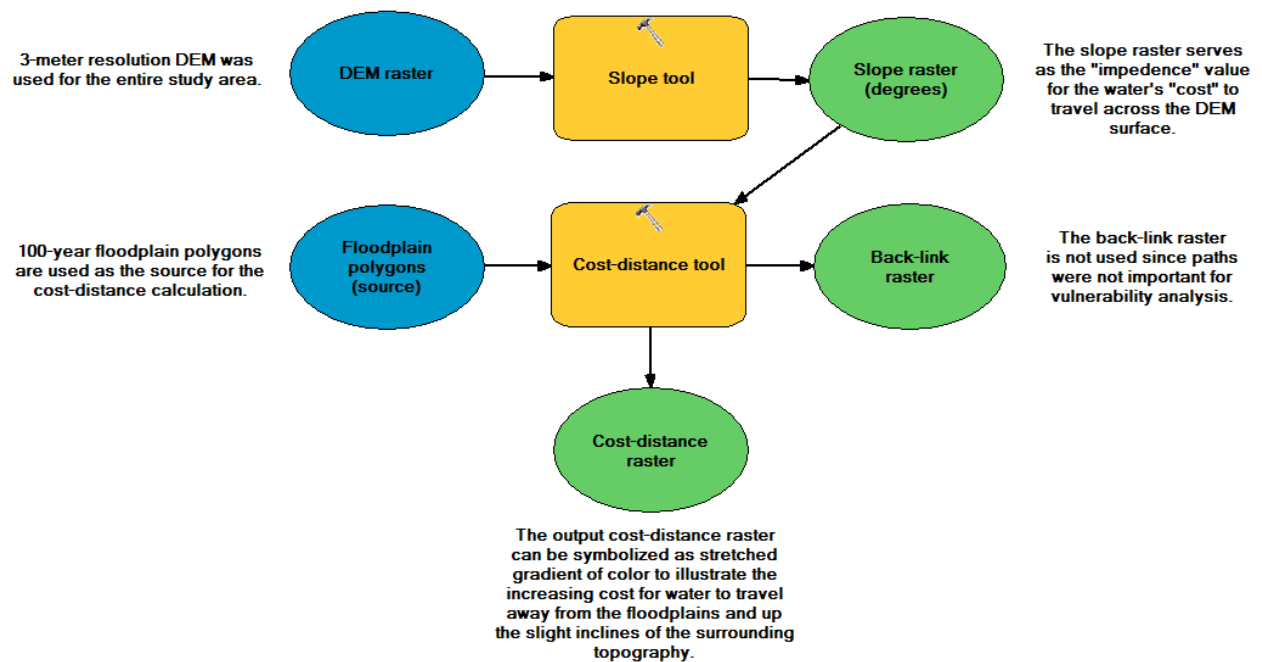 3-meter resolution DEM was
used for the entire study area.
DEM raster
Slope tool
Slope raster
(degrees)
The slope raster serves
as the "impedence" value
for the water's "cost" to
travel across the DEM
surface.
100-year floodplain polygons
are used as the source for the
cost-distance calculation.
Floodplain
polygons
(source)
Cost-distance tool
Back-link
raster
The back-link raster
is not used since paths
were not important for
vulnerability analysis.
Cost-distance
raster
The output cost-distance raster
can be symbolized as stretched
gradient of color to illustrate the
increasing cost for water to travel
away from the floodplains and up
the slight inclines of the surrounding
topography.